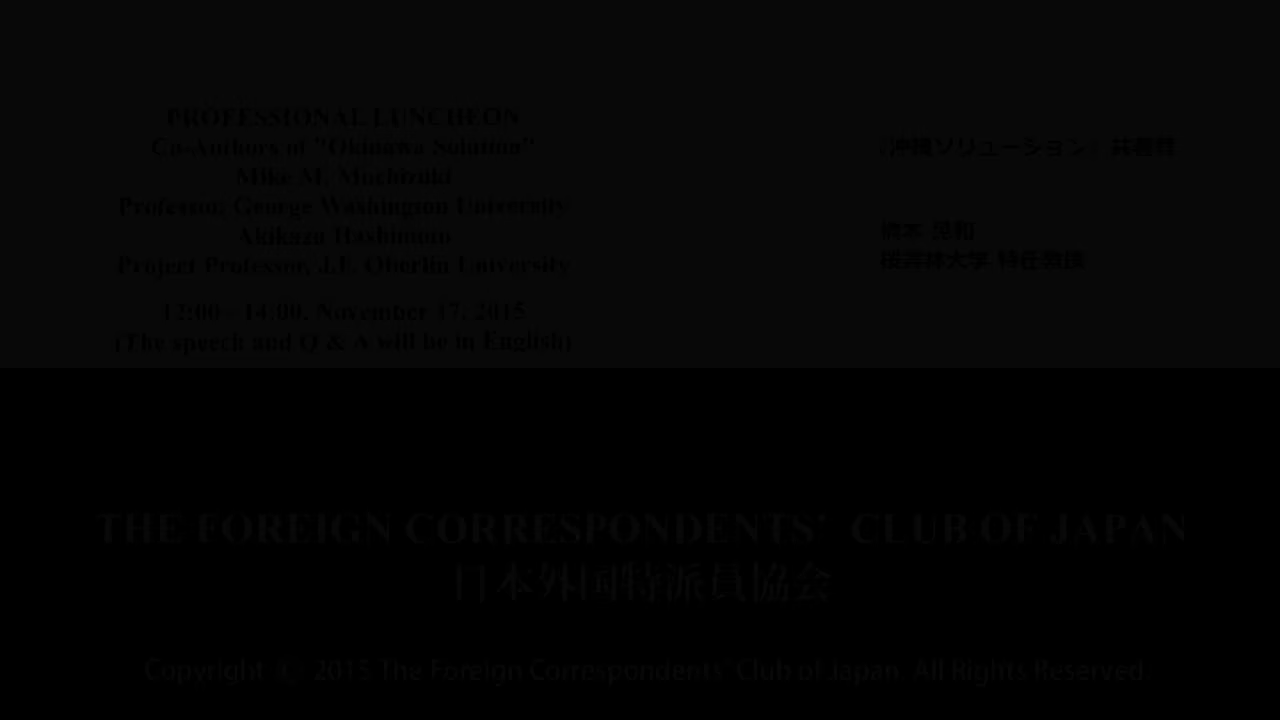 PROFESSIONAL LUNCHEON
Co-Authors of "Okinawa Solution"
Mike M. Mochizuki
Professor, George Washington University
Akikazu Hashimoto
Project Professor, J.F. Oberlin University
12:00 - 14:00, November 17, 2015
(The speech and Q & A will be in English)
『沖縄ソリューション』共著者
橋本 晃和
桜美林大学 特任教授
THE FOREIGN CORRESPONDENTS' CLUB OF JAPAN
日本外国特派員協会
Copyright © 2015 The Foreign Correspondents' Club of Japan. All Rights Reserved.